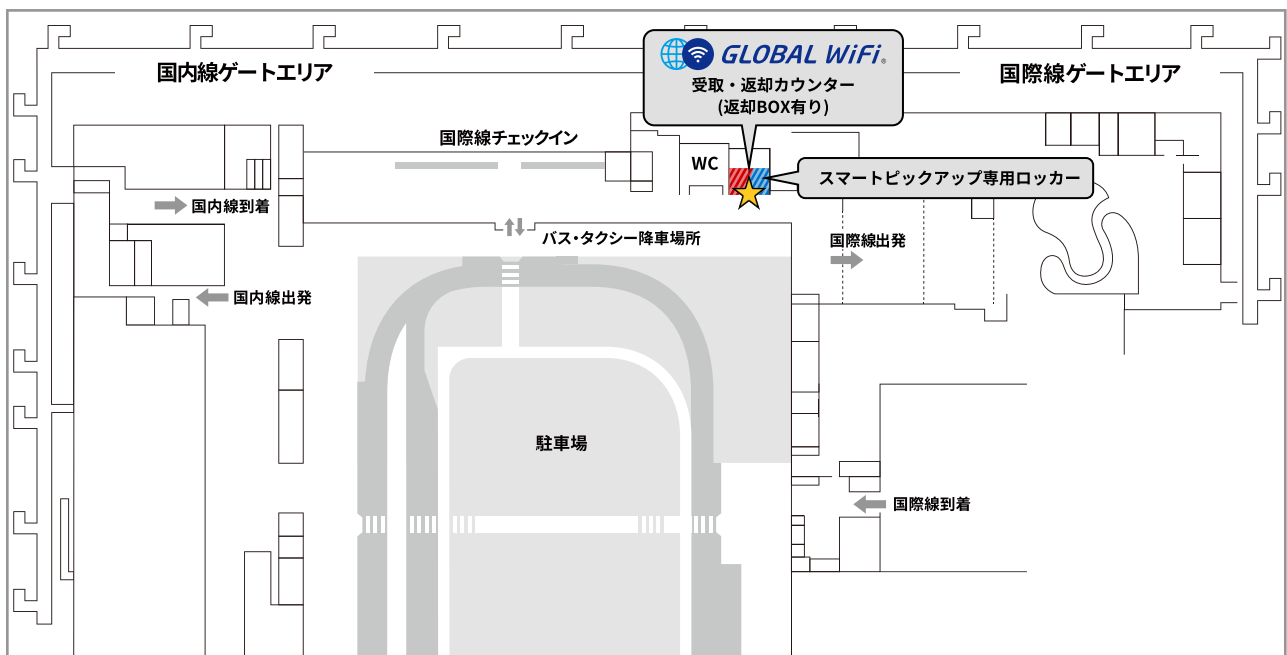 GLOBAL WiFi®
受取・返却カウンター
(返却BOX有り)
国内線ゲートエリア
国際線ゲートエリア
国際線チェックイン
WC
スマートピックアップ専用ロッカー
国内線到着
バス・タクシー降車場所
国際線出発
国内線出発
駐車場
国際線到着